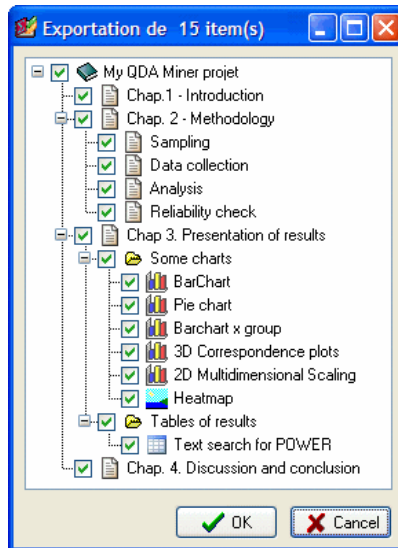 Exportation de 15 item(s)
My QDA Miner projet
Chap.1 - Introduction
Chap. 2 - Methodology
Sampling
Data collection
Analysis
Reliability check
Chap 3. Presentation of results
Some charts
BarChart
Pie chart
Barchart x group
3D Correspondence plots
2D Multidimensional Scaling
Heatmap
Tables of results
Text search for POWER
Chap. 4. Discussion and conclusion
OK
Cancel